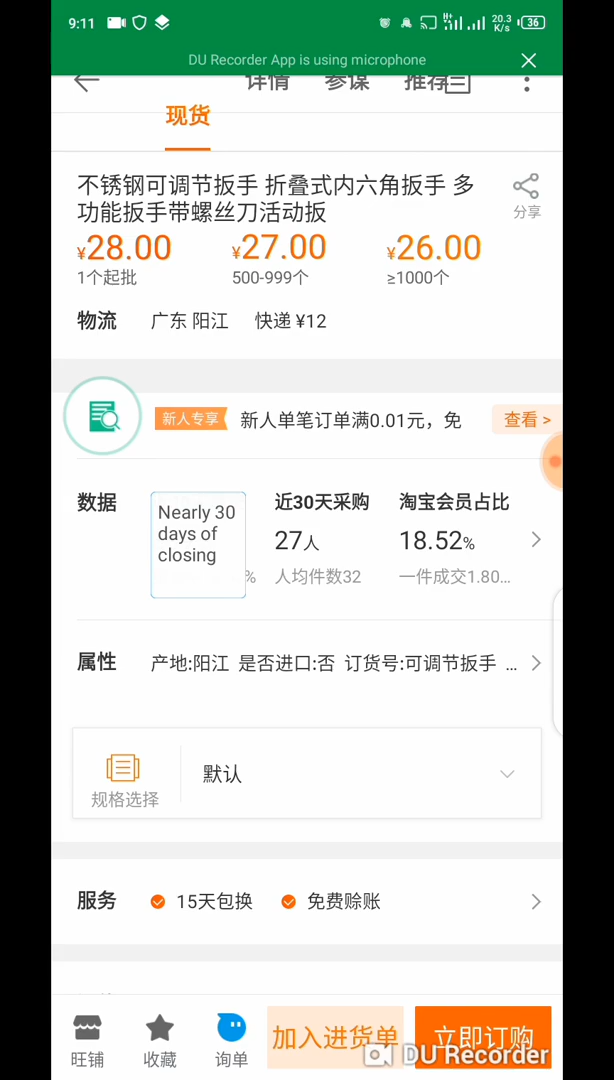 9:11
20.3
K/s
36
DU Recorder App is using microphone
详情 参谋 推荐
现货
不锈钢可调节扳手 折叠式内六角扳手 多
功能扳手带螺丝刀活动扳
分享
¥28.00 ¥27.00 ¥26.00
1个起批 500-999个 ≥1000个
物流 广东 阳江 快递 ¥12
新人专享 新人单笔订单满0.01元，免 查看 >
数据
Nearly 30
days of
closing
近30天采购 淘宝会员占比
27人 18.52%
% 人均件数32 一件成交1.80...
属性 产地:阳江 是否进口:否 订货号:可调节扳手 ...
规格选择
默认
服务 15天包换 免费赊账
旺铺 收藏 询单 加入进货单 立即订购
DU Recorder